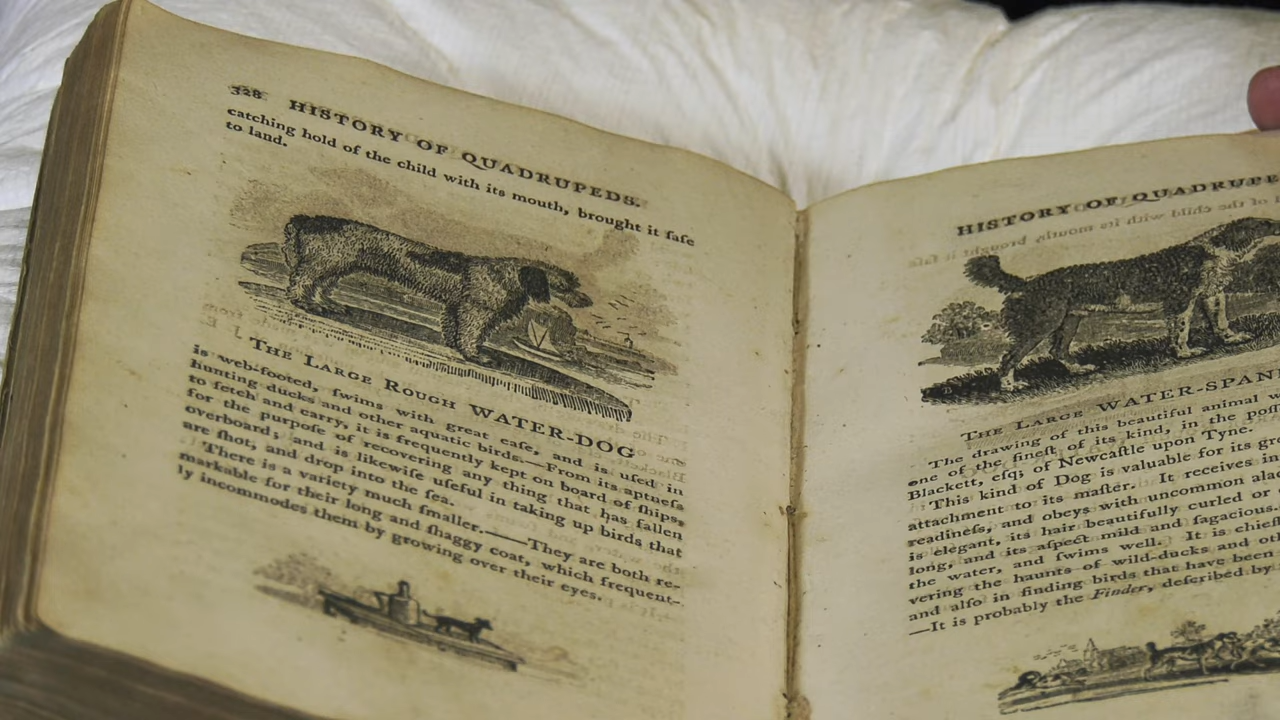 328 HISTORY OF QUADRUPEDS.
catching hold of the child with its mouth, brought it ſafe
to land.
THE LARGE ROUGH WATER-DOG
is web-footed, ſwims with great eaſe, and is uſed in
hunting ducks and other aquatic birds.—From its aptneſs
to fetch and carry, it is frequently kept on board of ſhips,
for the purpoſe of recovering any thing that has fallen
overboard; and is likewiſe uſeful in taking up birds that
are ſhot, and drop into the ſea.
There is a variety much ſmaller.—They are both re-
markable for their long and ſhaggy coat, which frequent-
ly incommodes them by growing over their eyes.
HISTORY OF QUADRUPE
THE LARGE WATER-SPANI
The drawing of this beautiful animal w
one of the fineſt of its kind, in the poſſ
Blackett, eſq; of Newcaſtle upon Tyne.
This kind of Dog is valuable for its gre
attachment to its maſter. It receives in
readineſs, and obeys with uncommon alac
is elegant, its hair beautifully curled or
long, and its aſpect mild and ſagacious.
the water, and ſwims well. It is chief
vering the haunts of wild-ducks and oth
and alſo in finding birds that have been
—It is probably the Finder, deſcribed by